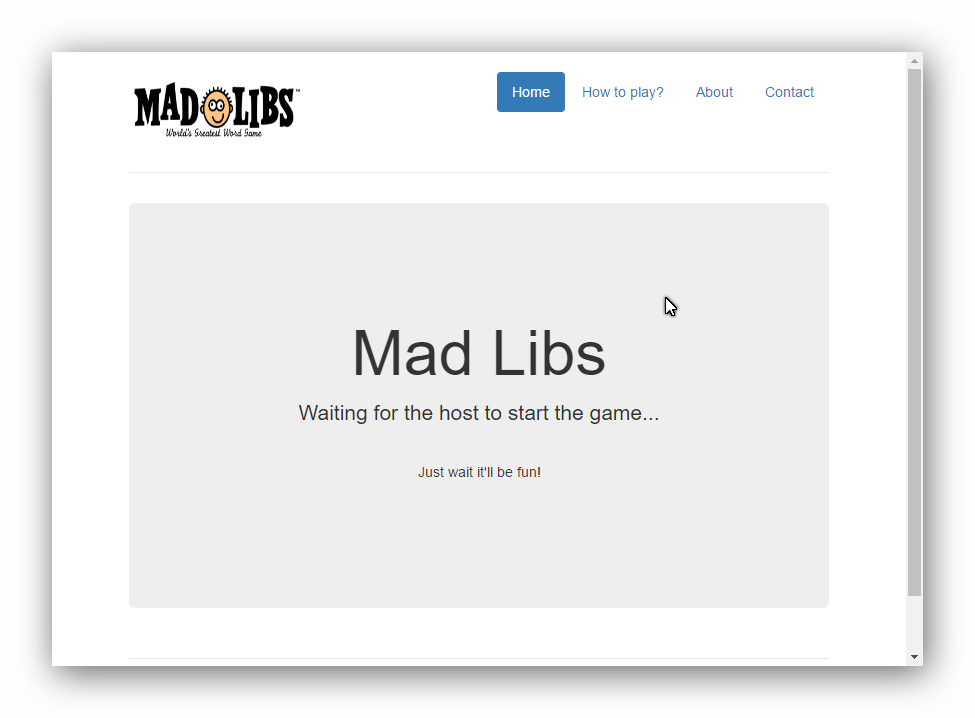 MAD LIBS™
World's Greatest Word Game
Home How to play? About Contact
Mad Libs
Waiting for the host to start the game...
Just wait it'll be fun!